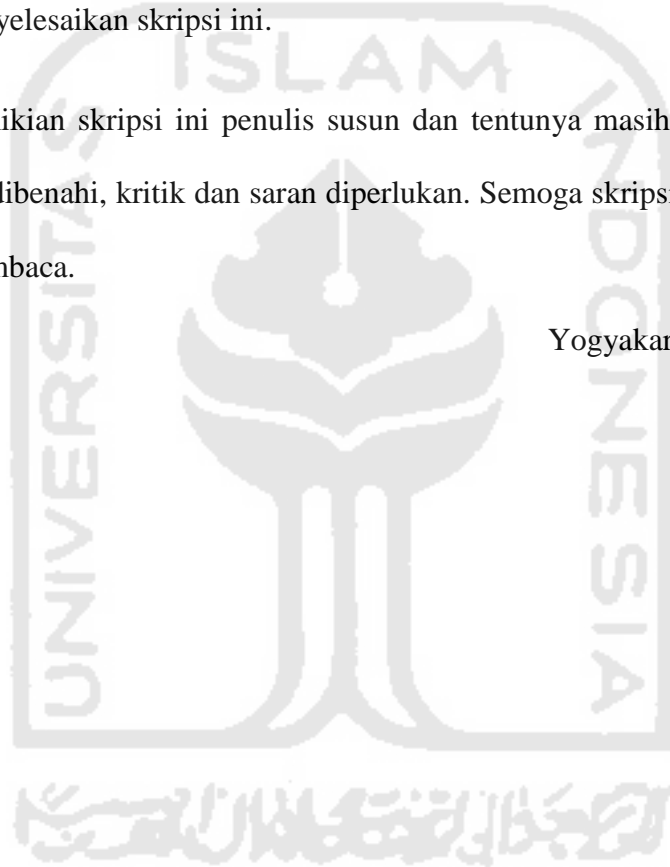 yelesaikan skripsi ini.
ikian skripsi ini penulis susun dan tentunya masih
dibenahi, kritik dan saran diperlukan. Semoga skripsi
mbaca.
Yogyakar
ISLAM
UNIVERSITAS
INDONESIA